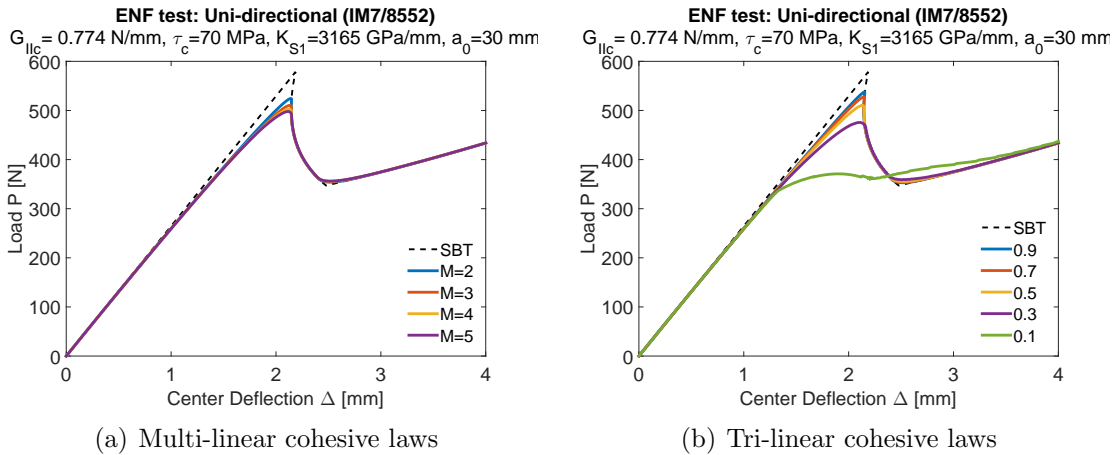 ENF test: Uni-directional (IM7/8552)
G_IIc = 0.774 N/mm, τ_c=70 MPa, K_S1=3165 GPa/mm, a_0=30 mm
600
500
400
300
200
100
0
Load P [N]
SBT
M=2
M=3
M=4
M=5
0 1 2 3 4
Center Deflection Δ [mm]
(a) Multi-linear cohesive laws
ENF test: Uni-directional (IM7/8552)
G_IIc = 0.774 N/mm, τ_c=70 MPa, K_S1=3165 GPa/mm, a_0=30 mm
600
500
400
300
200
100
0
Load P [N]
SBT
0.9
0.7
0.5
0.3
0.1
0 1 2 3 4
Center Deflection Δ [mm]
(b) Tri-linear cohesive laws